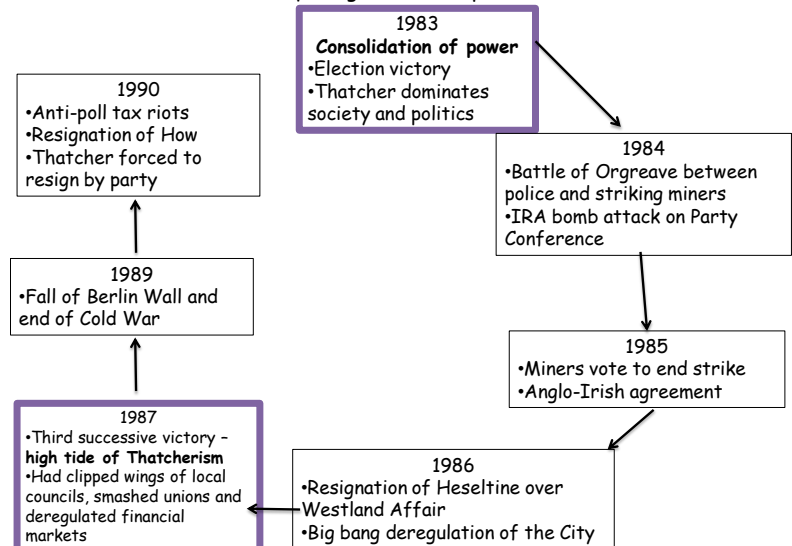 1983
Consolidation of power
•Election victory
•Thatcher dominates
society and politics
1984
•Battle of Orgreave between
police and striking miners
•IRA bomb attack on Party
Conference
1985
•Miners vote to end strike
•Anglo-Irish agreement
1986
•Resignation of Heseltine over
Westland Affair
•Big bang deregulation of the City
1987
•Third successive victory –
high tide of Thatcherism
•Had clipped wings of local
councils, smashed unions and
deregulated financial
markets
1989
•Fall of Berlin Wall and
end of Cold War
1990
•Anti-poll tax riots
•Resignation of How
•Thatcher forced to
resign by party